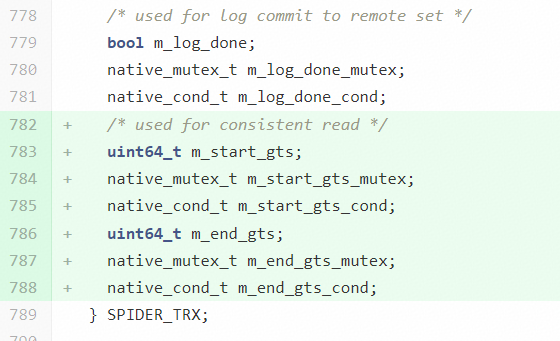 778 /* used for log commit to remote set */
779 bool m_log_done;
780 native_mutex_t m_log_done_mutex;
781 native_cond_t m_log_done_cond;
782 + /* used for consistent read */
783 + uint64_t m_start_gts;
784 + native_mutex_t m_start_gts_mutex;
785 + native_cond_t m_start_gts_cond;
786 + uint64_t m_end_gts;
787 + native_mutex_t m_end_gts_mutex;
788 + native_cond_t m_end_gts_cond;
789 } SPIDER_TRX;